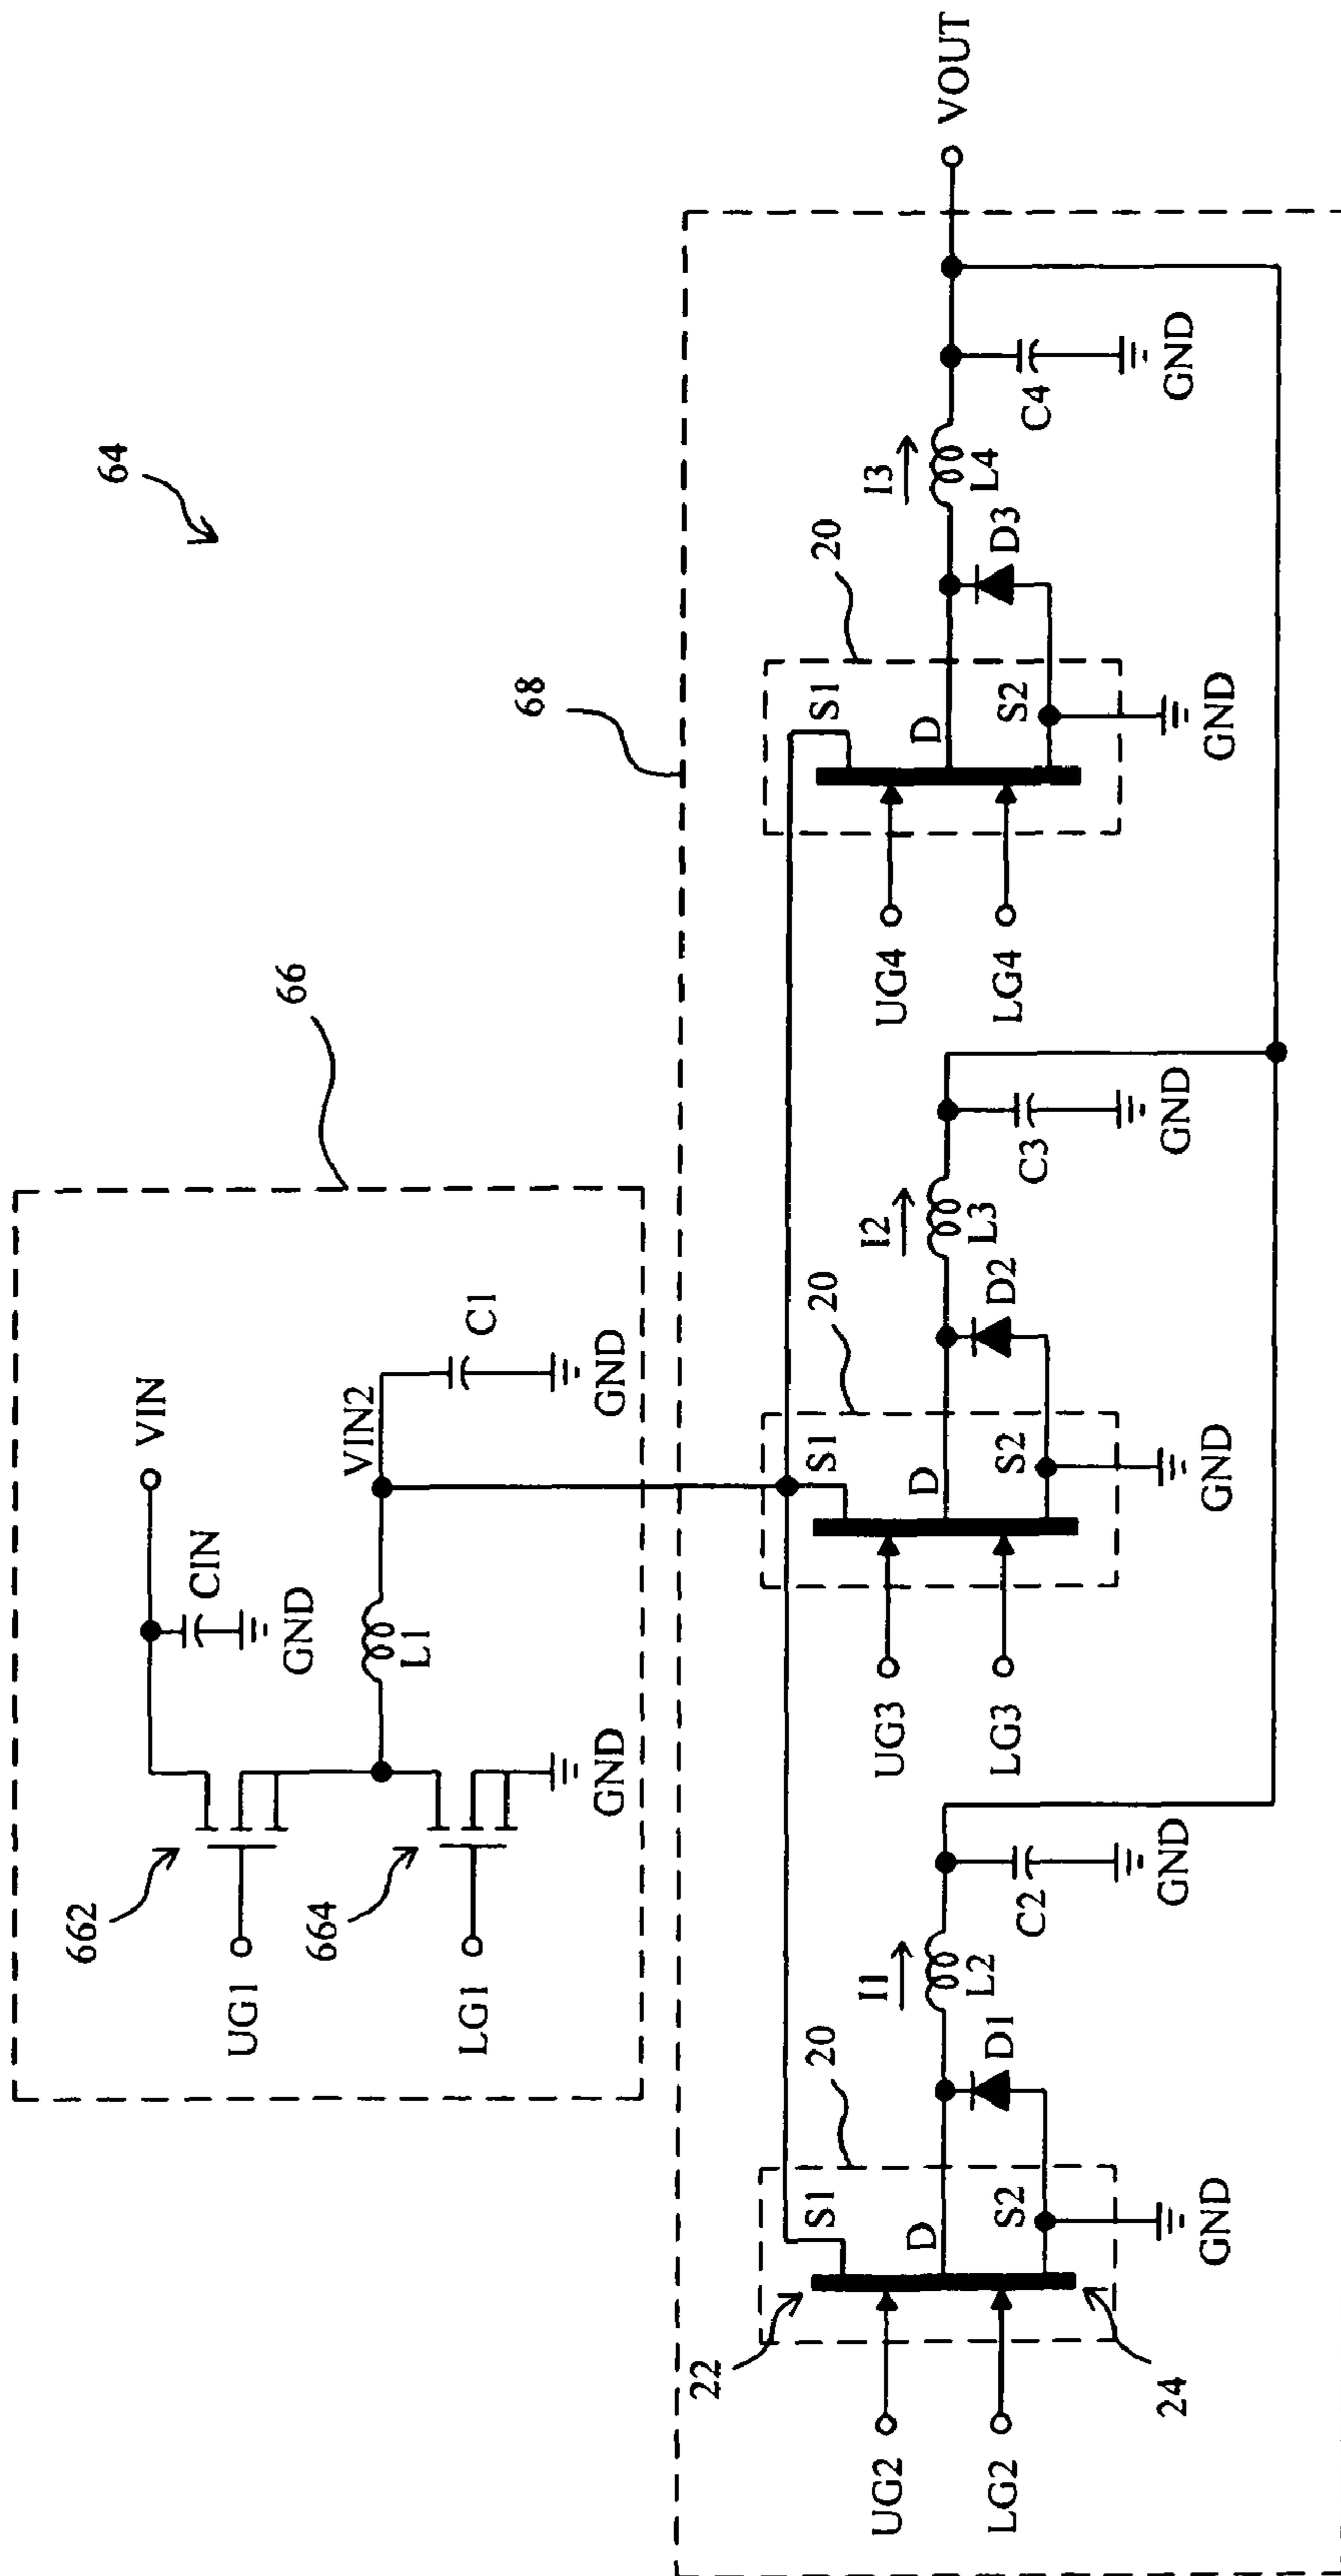 64
66
VIN
CIN
GND
662
UG1
664
LG1
GND
L1
VIN2
C1
GND
68
20
S1
D
S2
22
24
UG2
LG2
GND
D1
I1
L2
C2
GND
20
S1
D
S2
UG3
LG3
GND
D2
I2
L3
C3
GND
20
S1
D
S2
UG4
LG4
GND
D3
I3
L4
C4
GND
VOUT